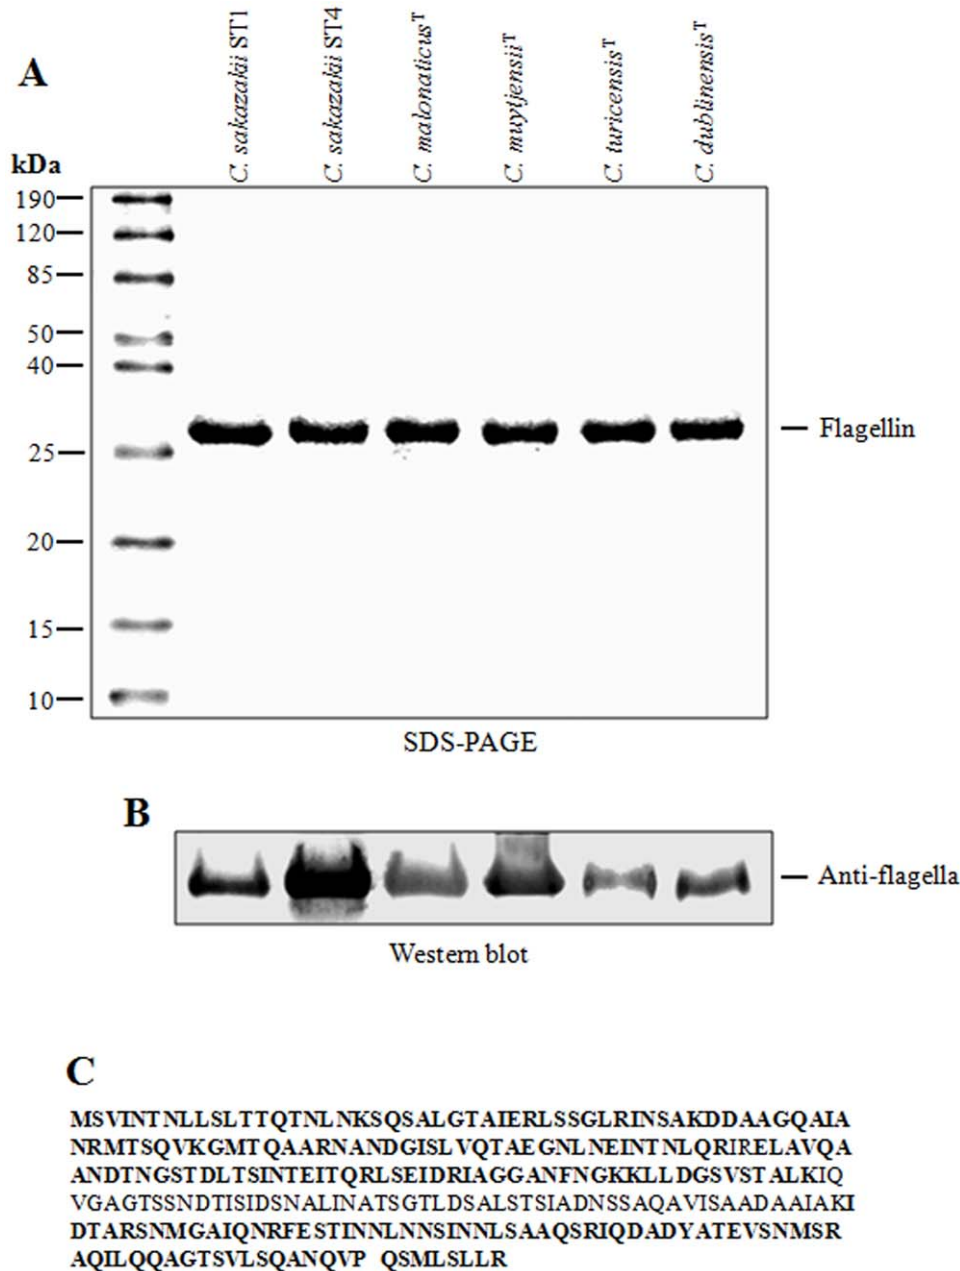 A
C. sakazakii ST1
C. sakazakii ST4
C. malonaticusT
C. muytjensiiT
C. turicensisT
C. dublinensisT
kDa
190
120
85
50
40
25
20
15
10
Flagellin
SDS-PAGE
B
Anti-flagella
Western blot
C
MSVINTNLLSLTTQTNLNKSQSALGTAIERLSSGLRINSAKDDAAGQAIA
NRMTSQVKGMTQAARNANDGISLVQTAEGNLNEINTNLQRIRELAVQA
ANDTNGSTDLTSINTEITQRLSEIDRIAGGANFNGKKLLDGSVSTALKIQ
VGAGTSSNDTISIDSNALINATSGTLDSALSTSIADNSSAQAVISAADAAIAKI
DTARSNMGAIQNRFESTINNLNNSINNLSAAQSRIQDADYATEVSNMSR
AQILQQAGTSVLSQANQVP QSMLSLLR